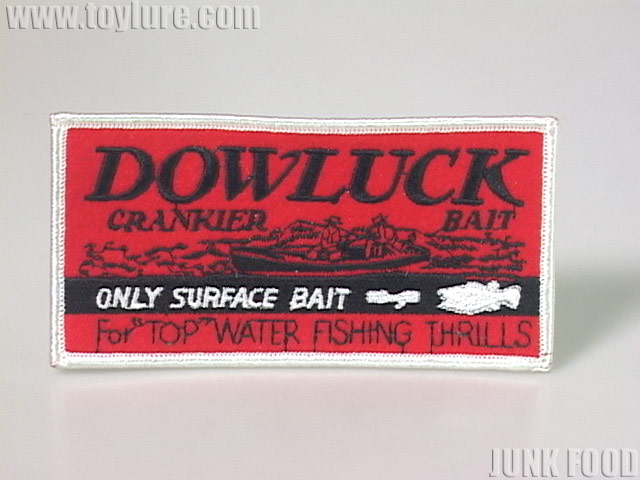 www.toylure.com
DOWLUCK
CRANKIER BAIT
ONLY SURFACE BAIT
For "TOP" WATER FISHING THRILLS
JUNK FOOD